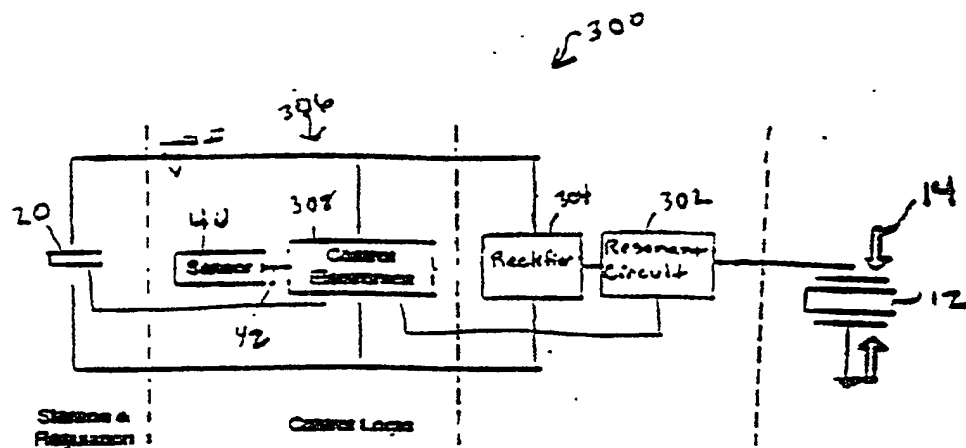 300
306
20
40
308
304
302
14
Sensor
Control
Electronics
Rectifier
Resonant
Circuit
12
42
Storage &
Regulation
Control Logic